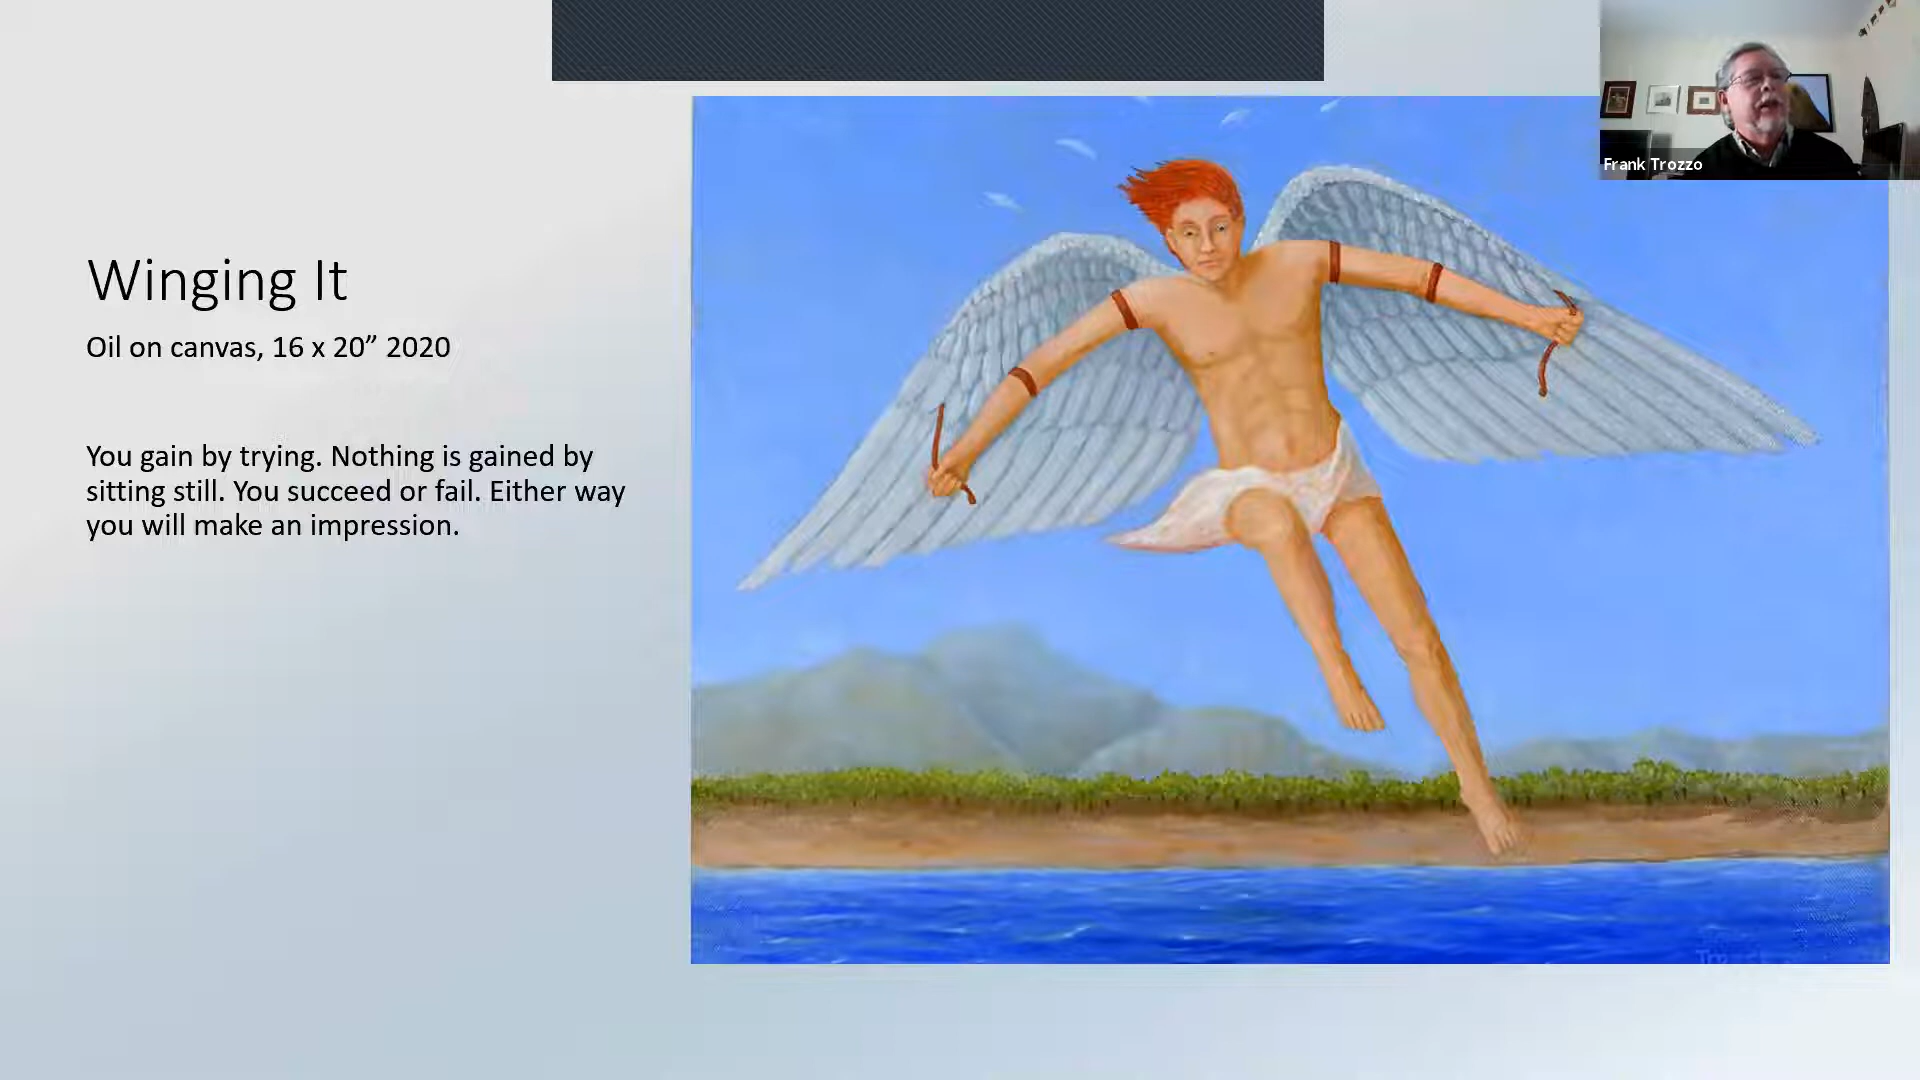 Winging It
Oil on canvas, 16 x 20” 2020
You gain by trying. Nothing is gained by
sitting still. You succeed or fail. Either way
you will make an impression.
Frank Trozzo